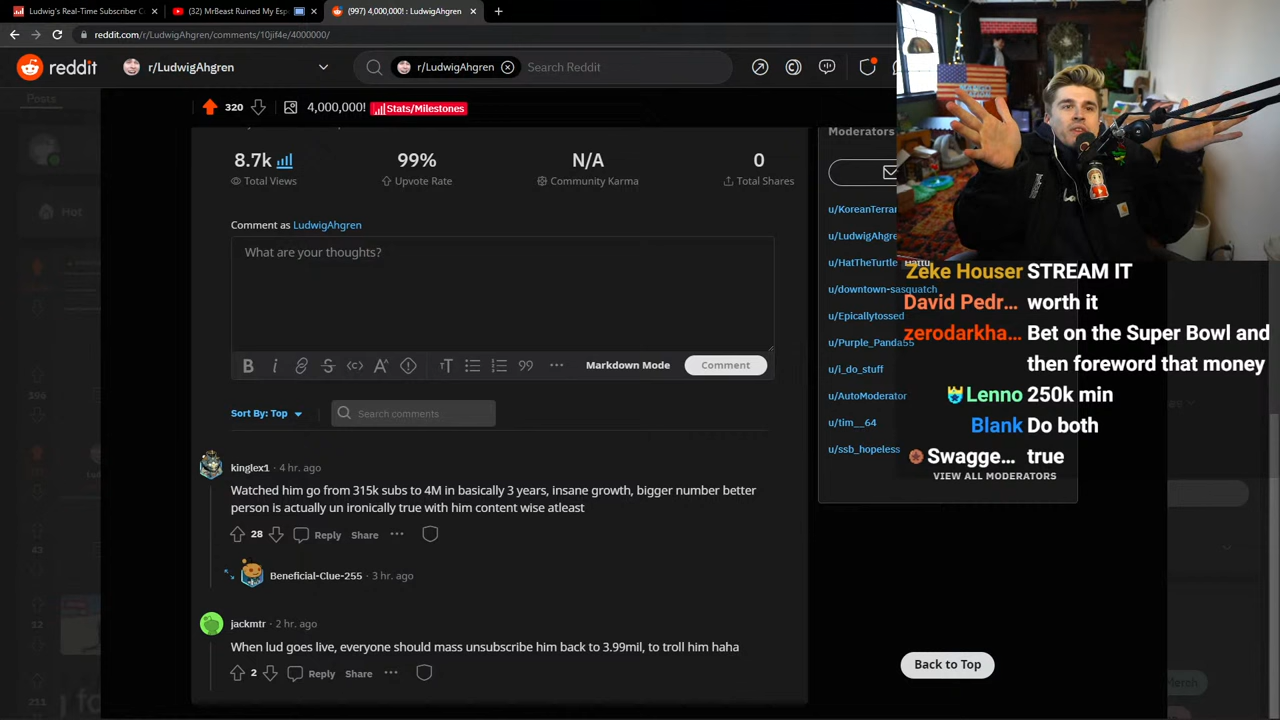 Ludwig's Real-Time Subscriber C
(32) MrBeast Ruined My Esp
(997) 4,000,000! : LudwigAhgren
reddit.com/r/LudwigAhgren/comments/10jif4q/4000000/
reddit
r/LudwigAhgren
r/LudwigAhgren
Search Reddit
Posts
320
4,000,000!
Stats/Milestones
8.7k
99%
N/A
0
Total Views
Upvote Rate
Community Karma
Total Shares
Hot
Comment as LudwigAhgren
What are your thoughts?
Markdown Mode
Comment
Sort By: Top
Search comments
kinglex1 · 4 hr. ago
Watched him go from 315k subs to 4M in basically 3 years, insane growth, bigger number better
person is actually un ironically true with him content wise atleast
28
Reply
Share
Beneficial-Clue-255 · 3 hr. ago
jackmtr · 2 hr. ago
When lud goes live, everyone should mass unsubscribe him back to 3.99mil, to troll him haha
2
Reply
Share
Moderators
u/KoreanTerran
u/LudwigAhgre
u/HatTheTurtle
u/downtown-sasquatch
u/Epicallytossed
u/Purple_Panda55
u/i_do_stuff
u/AutoModerator
u/tim__64
u/ssb_hopeless
VIEW ALL MODERATORS
Zeke Houser STREAM IT
David Pedr... worth it
zerodarkha... Bet on the Super Bowl and
then foreword that money
Lenno 250k min
Blank Do both
Swagge... true
Back to Top